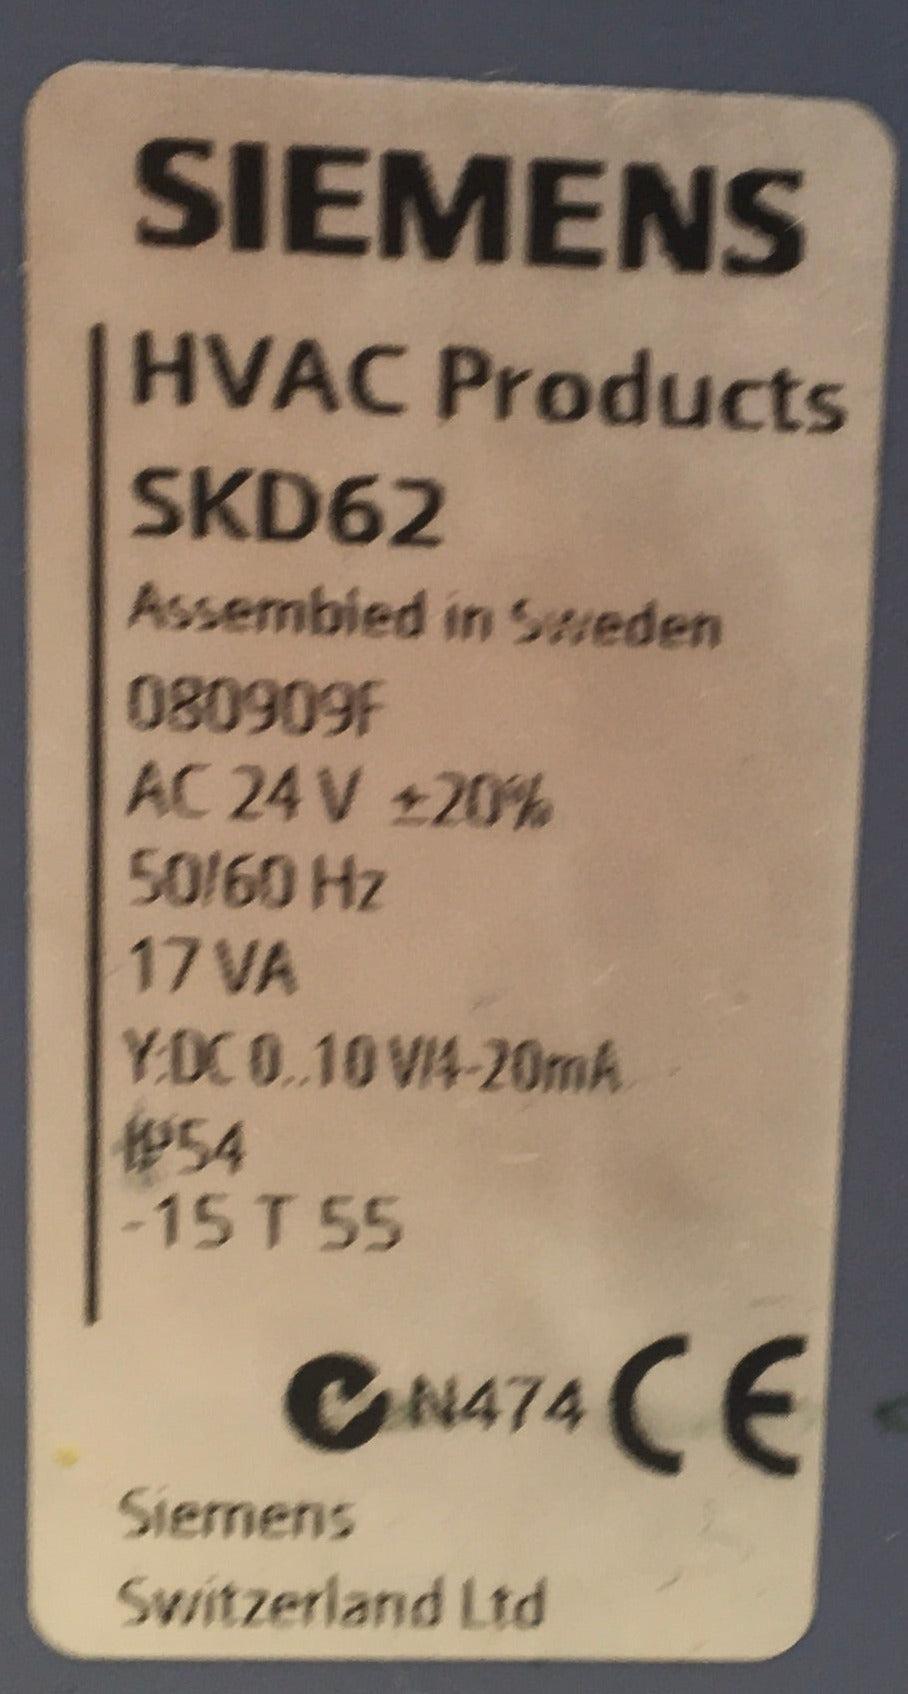 SIEMENS
HVAC Products
SKD62
Assembled in Sweden
080909F
AC 24 V ±20%
50/60 Hz
17 VA
Y:DC 0..10 V/4-20mA
IP54
-15 T 55
N474 CE
Siemens
Switzerland Ltd